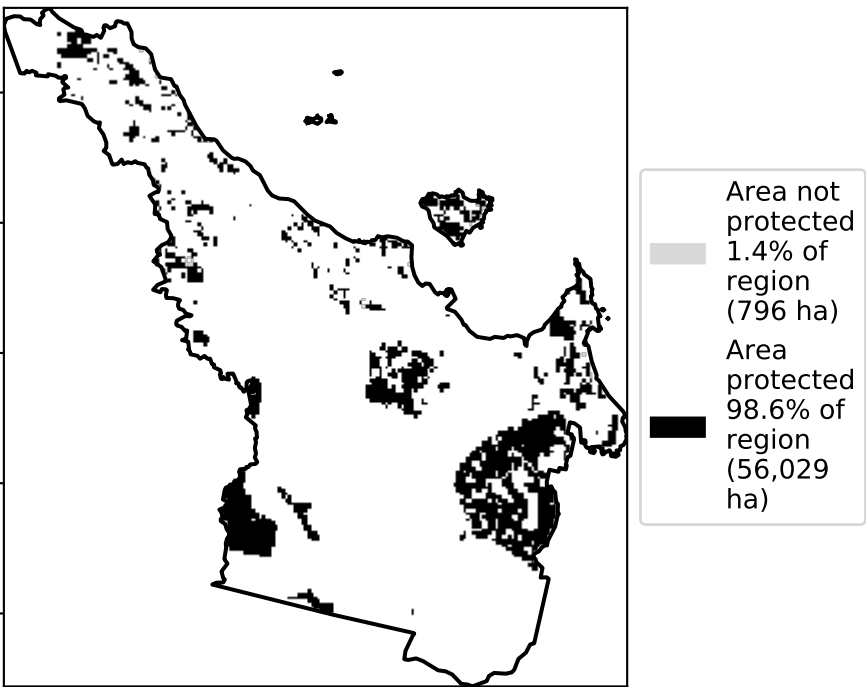 Area not
protected
1.4% of
region
(796 ha)
Area
protected
98.6% of
region
(56,029
ha)